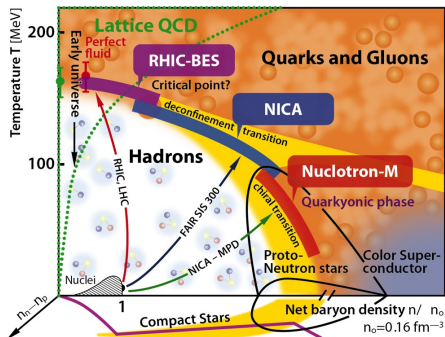 Temperature T [MeV]
200
100
Lattice QCD
Early universe
Perfect
fluid
RHIC-BES
Critical point?
Quarks and Gluons
deconfinement transition
NICA
Hadrons
Nuclotron-M
Quarkyonic phase
chiral transition
RHIC, LHC
FAIR SIS 300
NICA – MPD
Nuclei
Proto-
Neutron stars
Color Super-
conductor
1
Net baryon density n/ n₀
n₀=0.16 fm⁻³
nₙ–nₚ
Compact Stars